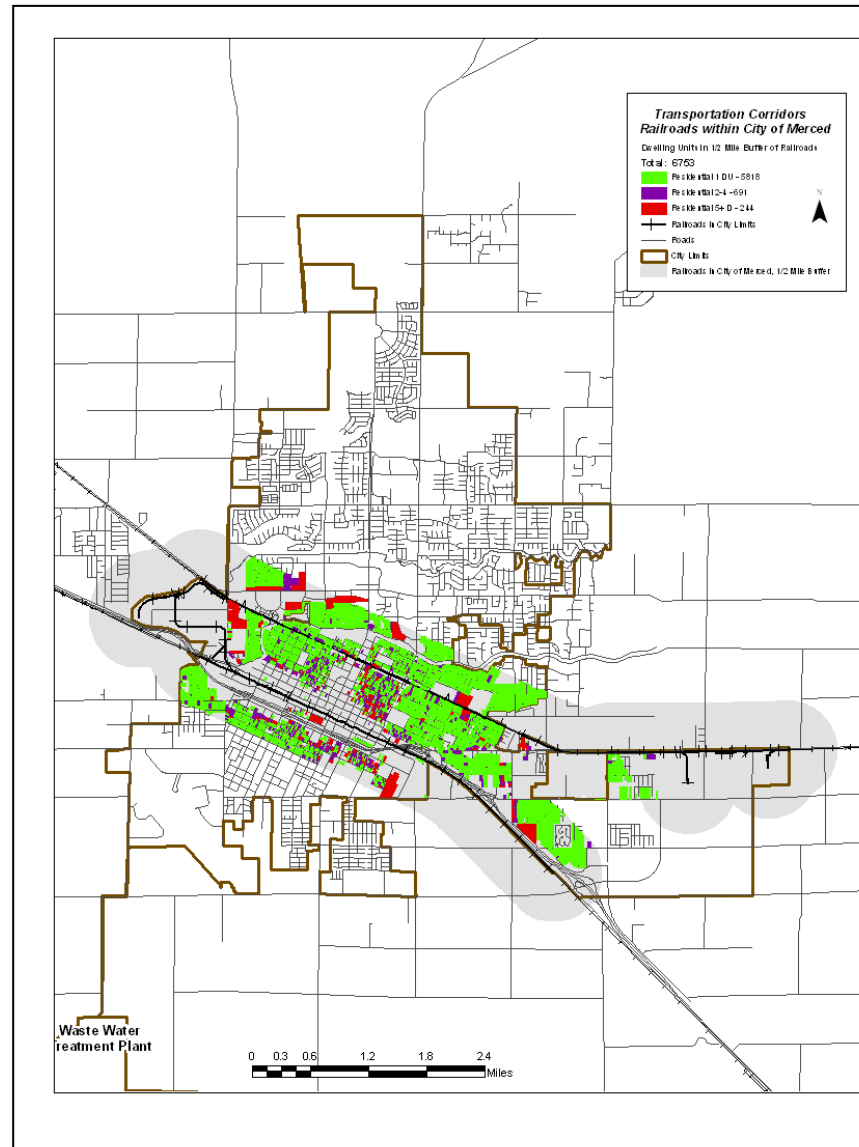 Transportation Corridors
Railroads within City of Merced
Dwelling Units in 1/2 Mile Buffer of Railroads
Total: 6753
Residential 1 DU - 5818
Residential 2-4 - 691
Residential 5+ D - 244
N
Railroads in City Limits
Roads
City Limits
Railroads in City of Merced, 1/2 Mile Buffer
Waste Water
reatment Plant
0 0.3 0.6 1.2 1.8 2.4
Miles